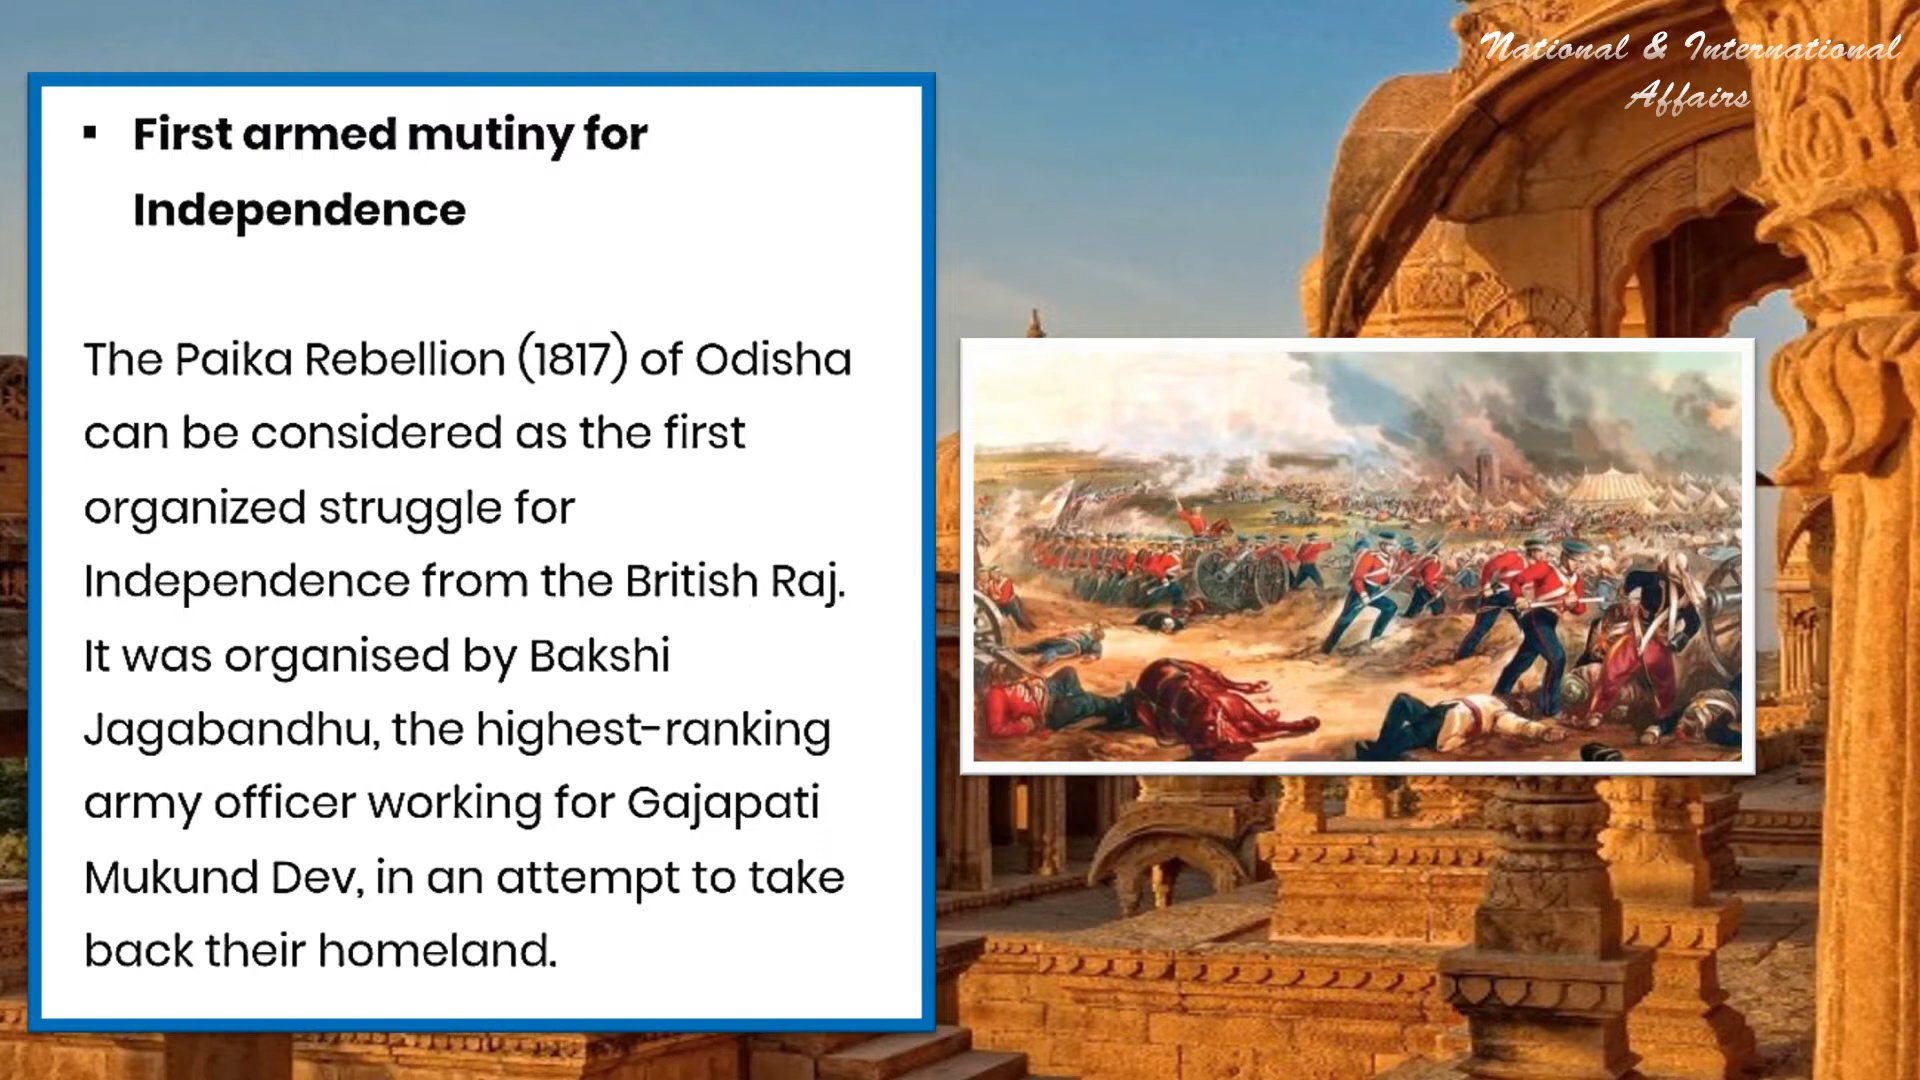 National & International
Affairs
▪ First armed mutiny for
Independence
The Paika Rebellion (1817) of Odisha
can be considered as the first
organized struggle for
Independence from the British Raj.
It was organised by Bakshi
Jagabandhu, the highest-ranking
army officer working for Gajapati
Mukund Dev, in an attempt to take
back their homeland.